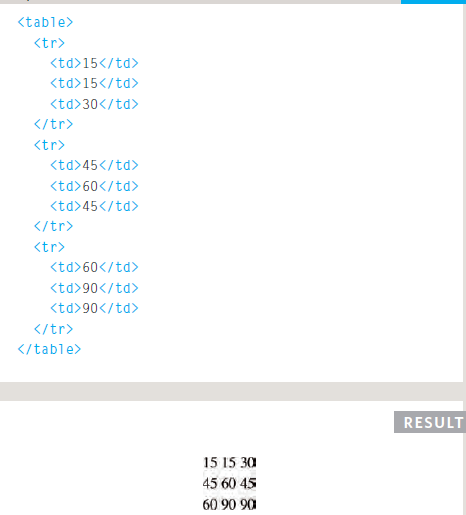 <table>
<tr>
<td>15</td>
<td>15</td>
<td>30</td>
</tr>
<tr>
<td>45</td>
<td>60</td>
<td>45</td>
</tr>
<tr>
<td>60</td>
<td>90</td>
<td>90</td>
</tr>
</table>
RESULT
15 15 30
45 60 45
60 90 90